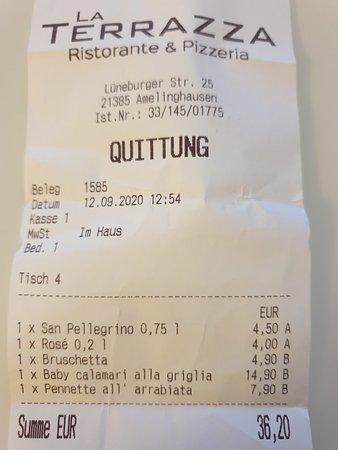 LA
TERRAZZA
Ristorante & Pizzeria
Lüneburger Str. 25
21385 Amelinghausen
Ist.Nr.: 33/145/01775
QUITTUNG
Beleg 1585
Datum 12.09.2020 12:54
Kasse 1
MwSt Im Haus
Bed. 1
Tisch 4
EUR
1 x San Pellegrino 0,75 l 4,50 A
1 x Rosé 0,2 l 4,00 A
1 x Bruschetta 4,90 B
1 x Baby calamari alla griglia 14,90 B
1 x Pennette all' arrabiata 7,90 B
Summe EUR 36,20